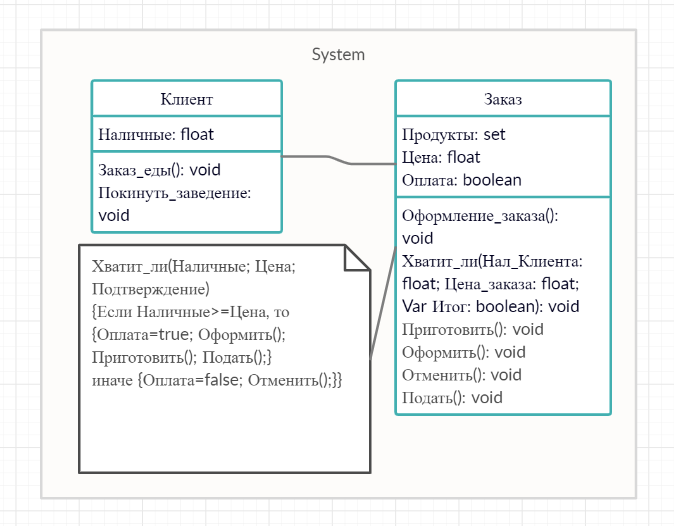 System
Клиент
Наличные: float
Заказ_еды(): void
Покинуть_заведение:
void
Заказ
Продукты: set
Цена: float
Оплата: boolean
Оформление_заказа():
void
Хватит_ли(Нал_Клиента:
float; Цена_заказа: float;
Var Итог: boolean): void
Приготовить(): void
Оформить(): void
Отменить(): void
Подать(): void
Хватит_ли(Наличные; Цена;
Подтверждение)
{Если Наличные>=Цена, то
{Оплата=true; Оформить();
Приготовить(); Подать();}
иначе {Оплата=false; Отменить();}}